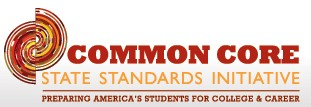 COMMON CORE
STATE STANDARDS INITIATIVE
PREPARING AMERICA'S STUDENTS FOR COLLEGE & CAREER